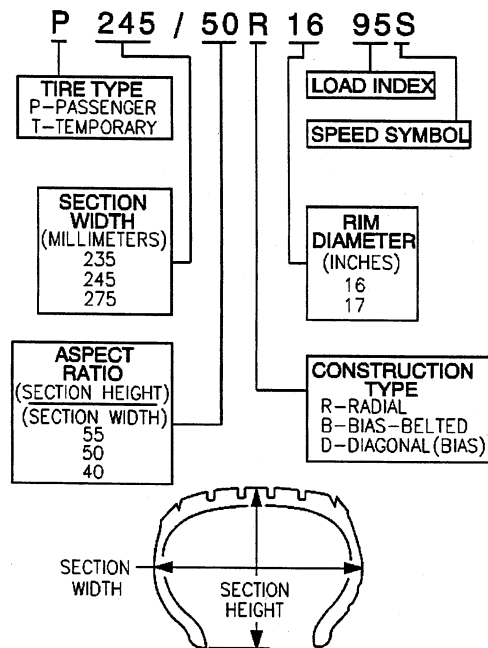 P 245 / 50 R 16 95S
TIRE TYPE
P-PASSENGER
T-TEMPORARY
LOAD INDEX
SPEED SYMBOL
SECTION
WIDTH
(MILLIMETERS)
235
245
275
RIM
DIAMETER
(INCHES)
16
17
ASPECT
RATIO
(SECTION HEIGHT)
(SECTION WIDTH)
55
50
40
CONSTRUCTION
TYPE
R-RADIAL
B-BIAS-BELTED
D-DIAGONAL(BIAS)
SECTION
WIDTH
SECTION
HEIGHT